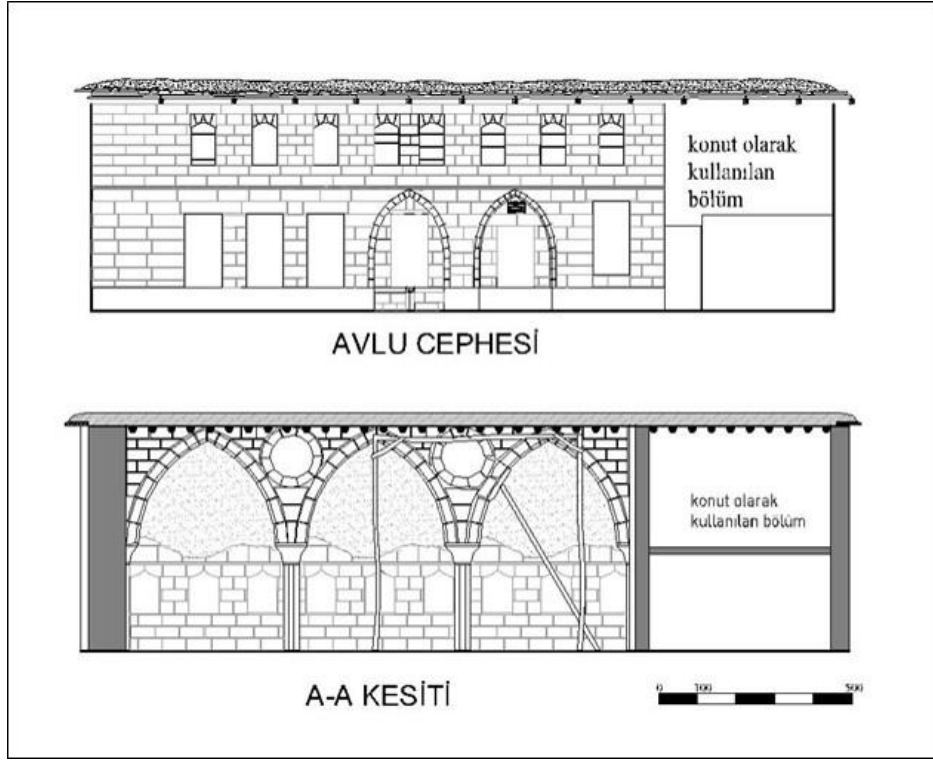 konut olarak
kullanılan
bölüm
AVLU CEPHESİ
konut olarak
kullanılan bölüm
A-A KESİTİ
0 100 500